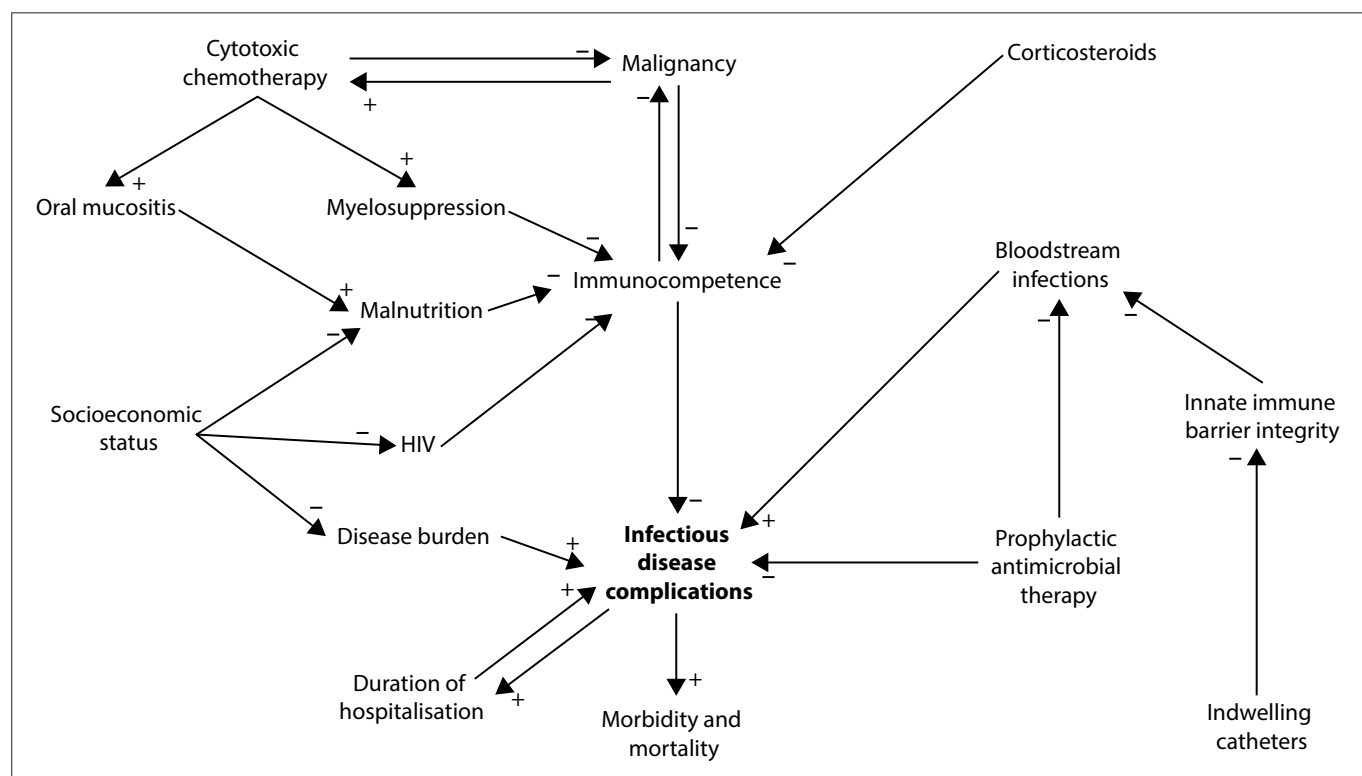 Cytotoxic
chemotherapy
−
+
Malignancy
Corticosteroids
−
+
+
Oral mucositis
Myelosuppression
−
−
−
Immunocompetence
−
Bloodstream
infections
+
Malnutrition
−
−
−
−
−
Socioeconomic
status
−
HIV
Innate immune
barrier integrity
−
−
Disease burden
+
−
Infectious
disease
complications
+
−
Prophylactic
antimicrobial
therapy
+
Duration of
hospitalisation
+
+
Morbidity and
mortality
Indwelling
catheters